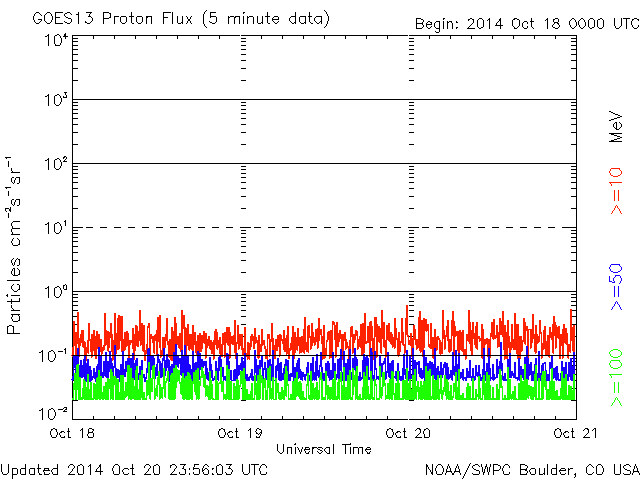 GOES13 Proton Flux (5 minute data)
Begin: 2014 Oct 18 0000 UTC
10⁴
10³
10²
10¹
10⁰
10⁻¹
10⁻²
Particles cm⁻²s⁻¹sr⁻¹
MeV
>=10
>=50
>=100
Oct 18 Oct 19 Oct 20 Oct 21
Universal Time
Updated 2014 Oct 20 23:56:03 UTC
NOAA/SWPC Boulder, CO USA